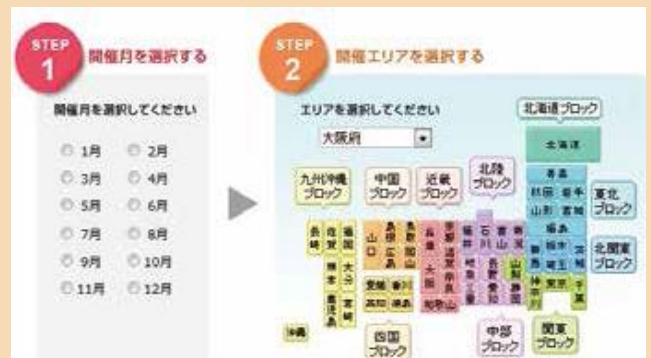 STEP
1
開催月を選択する
STEP
2
開催エリアを選択する
開催月を選択してください
1月
2月
3月
4月
5月
6月
7月
8月
9月
10月
11月
12月
エリアを選択してください
大阪府
北海道ブロック
北海道
九州沖縄
ブロック
中国
ブロック
近畿
ブロック
北陸
ブロック
東北
ブロック
北関東
ブロック
青森
秋田
岩手
山形
宮城
福島
群馬
栃木
茨城
埼玉
長崎
佐賀
福岡
熊本
大分
鹿児島
宮崎
沖縄
山口
島根
広島
鳥取
岡山
愛媛
香川
高知
徳島
兵庫
京都
大阪
滋賀
奈良
和歌山
福井
石川
富山
新潟
岐阜
三重
長野
愛知
山梨
静岡
神奈川
東京
千葉
四国
ブロック
中部
ブロック
関東
ブロック